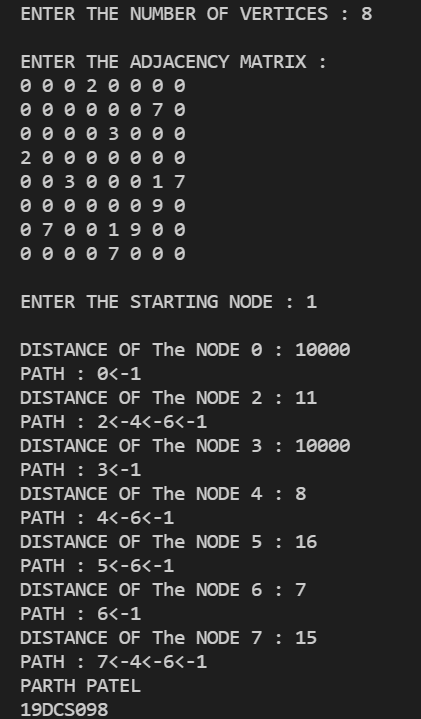 ENTER THE NUMBER OF VERTICES : 8
ENTER THE ADJACENCY MATRIX :
0 0 0 2 0 0 0 0
0 0 0 0 0 0 7 0
0 0 0 0 3 0 0 0
2 0 0 0 0 0 0 0
0 0 3 0 0 0 1 7
0 0 0 0 0 0 9 0
0 7 0 0 1 9 0 0
0 0 0 0 7 0 0 0
ENTER THE STARTING NODE : 1
DISTANCE OF The NODE 0 : 10000
PATH : 0<-1
DISTANCE OF The NODE 2 : 11
PATH : 2<-4<-6<-1
DISTANCE OF The NODE 3 : 10000
PATH : 3<-1
DISTANCE OF The NODE 4 : 8
PATH : 4<-6<-1
DISTANCE OF The NODE 5 : 16
PATH : 5<-6<-1
DISTANCE OF The NODE 6 : 7
PATH : 6<-1
DISTANCE OF The NODE 7 : 15
PATH : 7<-4<-6<-1
PARTH PATEL
19DCS098